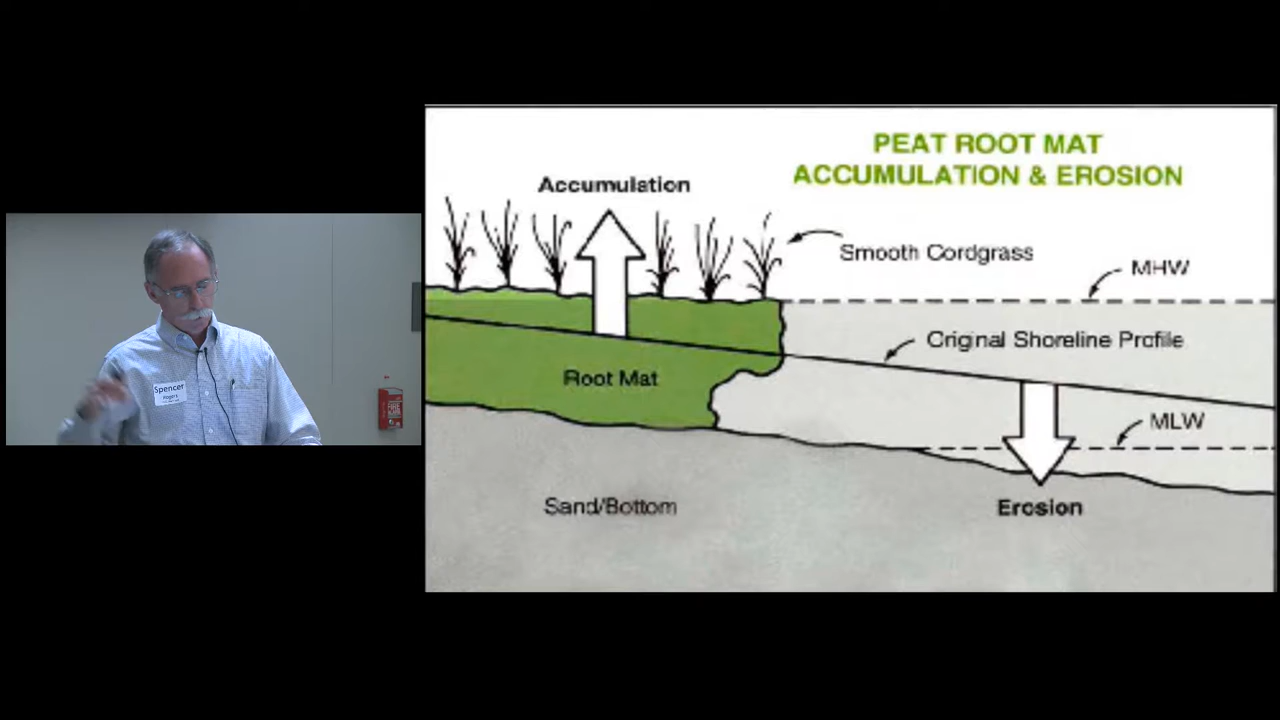 PEAT ROOT MAT
ACCUMULATION & EROSION
Accumulation
Smooth Cordgrass
MHW
Original Shoreline Profile
Root Mat
MLW
Sand/Bottom
Erosion
Spencer
Rogers
FIRE